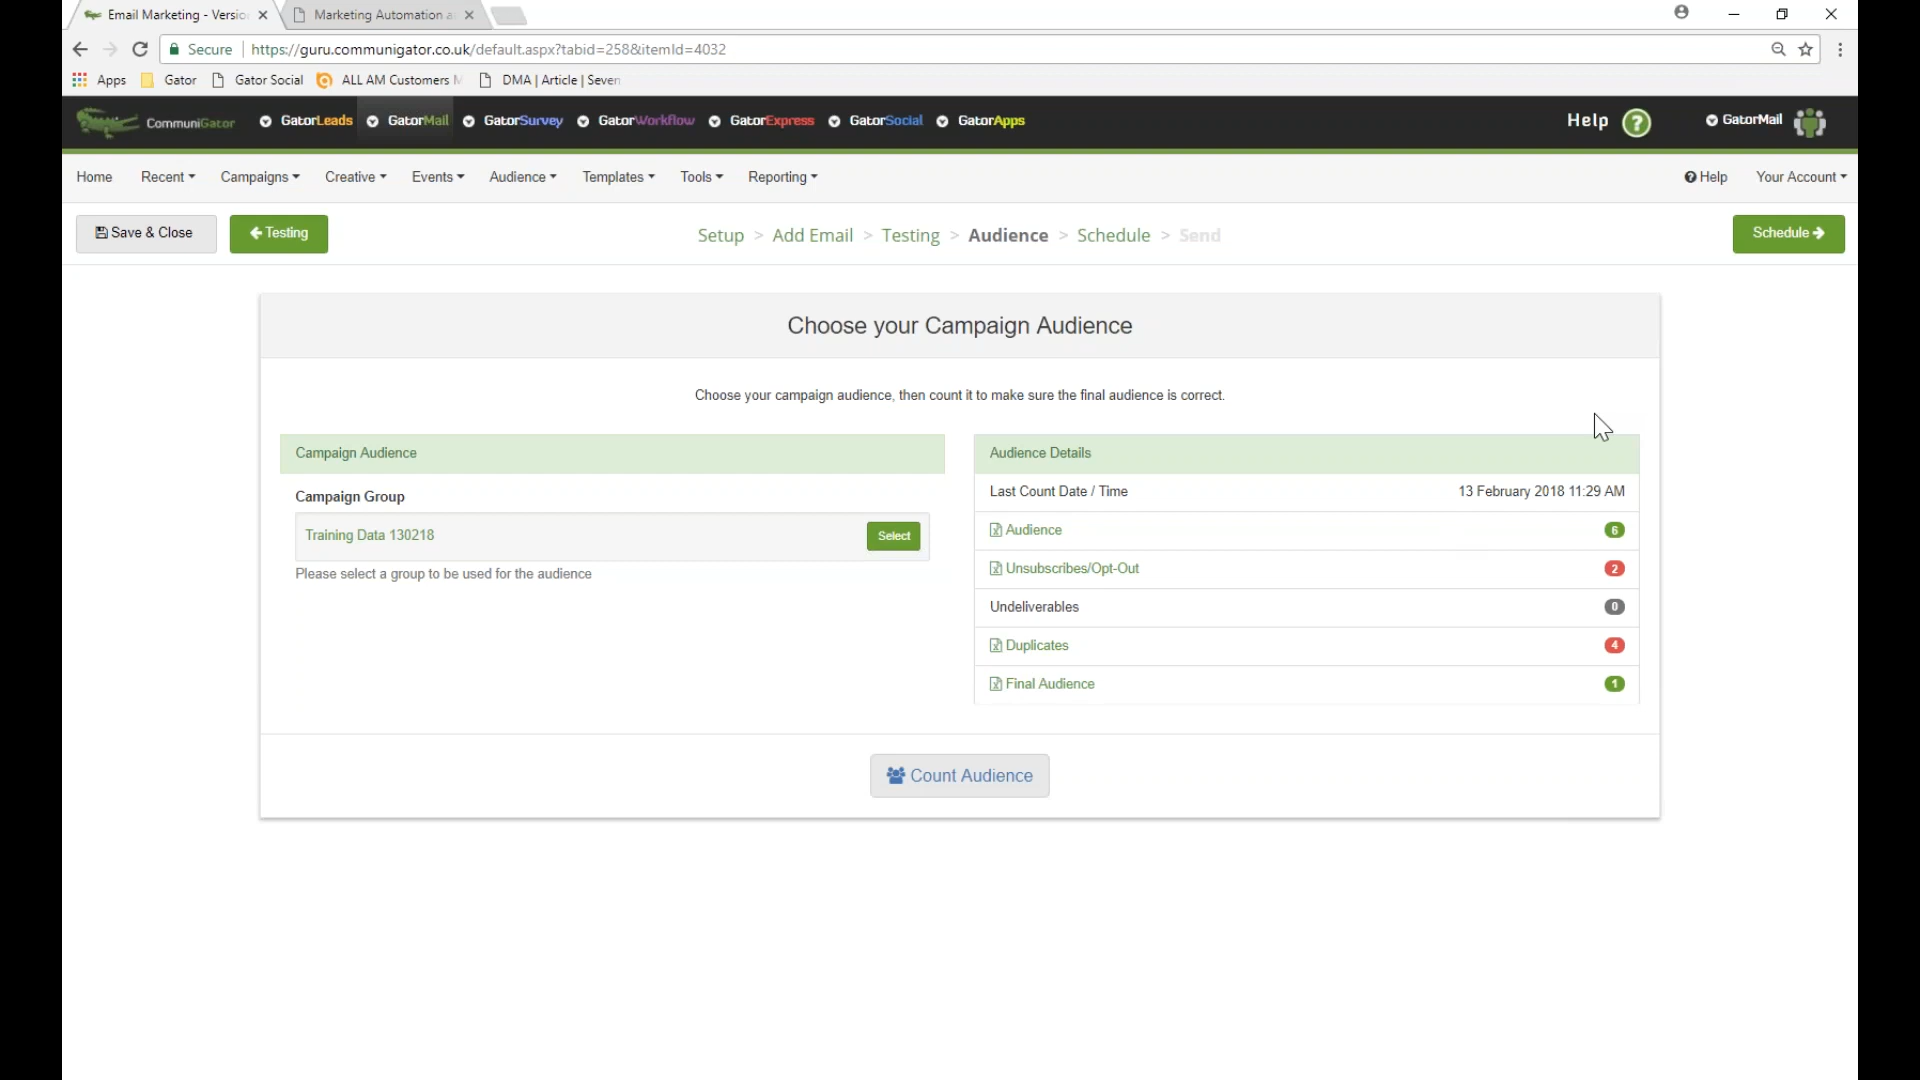 Email Marketing - Versio
Marketing Automation a
Secure
https://guru.communigator.co.uk/default.aspx?tabid=258&itemId=4032
Apps
Gator
Gator Social
ALL AM Customers M
DMA | Article | Seven
CommuniGator
GatorLeads
GatorMail
GatorSurvey
GatorWorkflow
GatorExpress
GatorSocial
GatorApps
Help ?
GatorMail
Home
Recent
Campaigns
Creative
Events
Audience
Templates
Tools
Reporting
Help
Your Account
Save & Close
Testing
Setup > Add Email > Testing > Audience > Schedule > Send
Schedule
Choose your Campaign Audience
Choose your campaign audience, then count it to make sure the final audience is correct.
Campaign Audience
Campaign Group
Training Data 130218
Select
Please select a group to be used for the audience
Audience Details
Last Count Date / Time 13 February 2018 11:29 AM
Audience 6
Unsubscribes/Opt-Out 2
Undeliverables 0
Duplicates 4
Final Audience 1
Count Audience